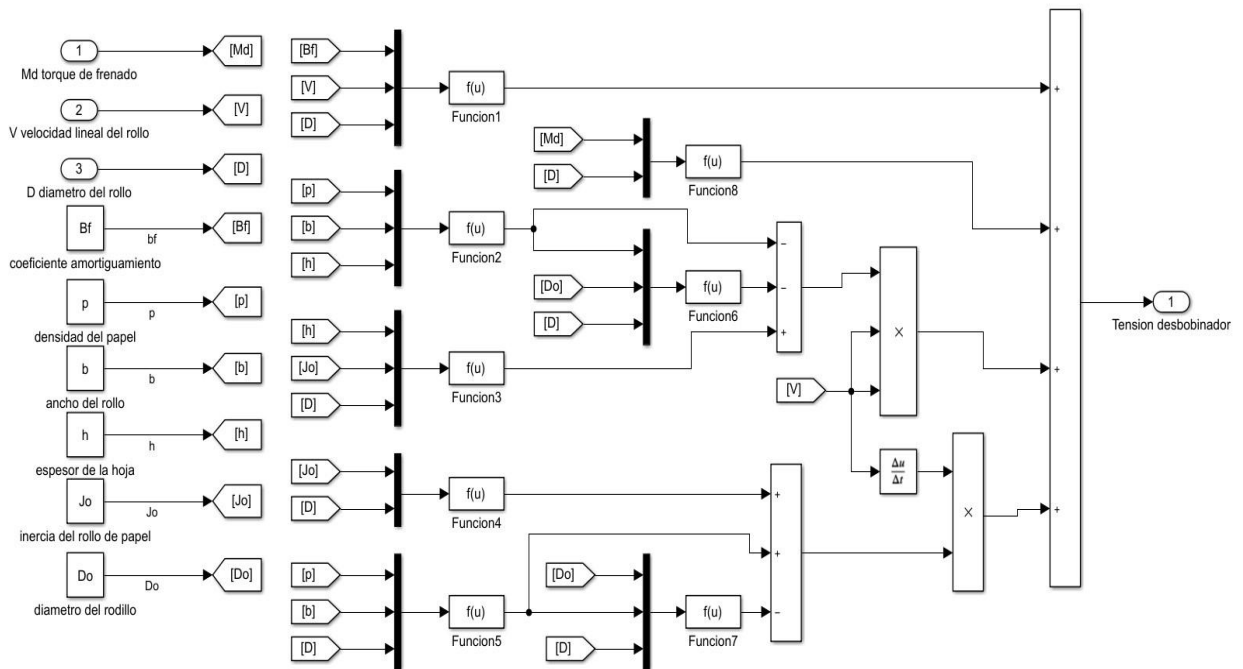 1
[Md]
Md torque de frenado
2
[V]
V velocidad lineal del rollo
3
[D]
D diametro del rollo
Bf
bf
[Bf]
coeficiente amortiguamiento
p
p
[p]
densidad del papel
b
b
[b]
ancho del rollo
h
h
[h]
espesor de la hoja
Jo
Jo
[Jo]
inercia del rollo de papel
Do
Do
[Do]
diametro del rodillo
[Bf]
[V]
[D]
f(u)
Funcion1
[Md]
[D]
f(u)
Funcion8
[p]
[b]
[h]
f(u)
Funcion2
[Do]
[D]
f(u)
Funcion6
[h]
[Jo]
[D]
f(u)
Funcion3
[Jo]
[D]
f(u)
Funcion4
[p]
[b]
[D]
f(u)
Funcion5
[Do]
[D]
f(u)
Funcion7
−
−
+
+
+
−
[V]
×
Δu
Δt
×
+
+
+
+
1
Tension desbobinador